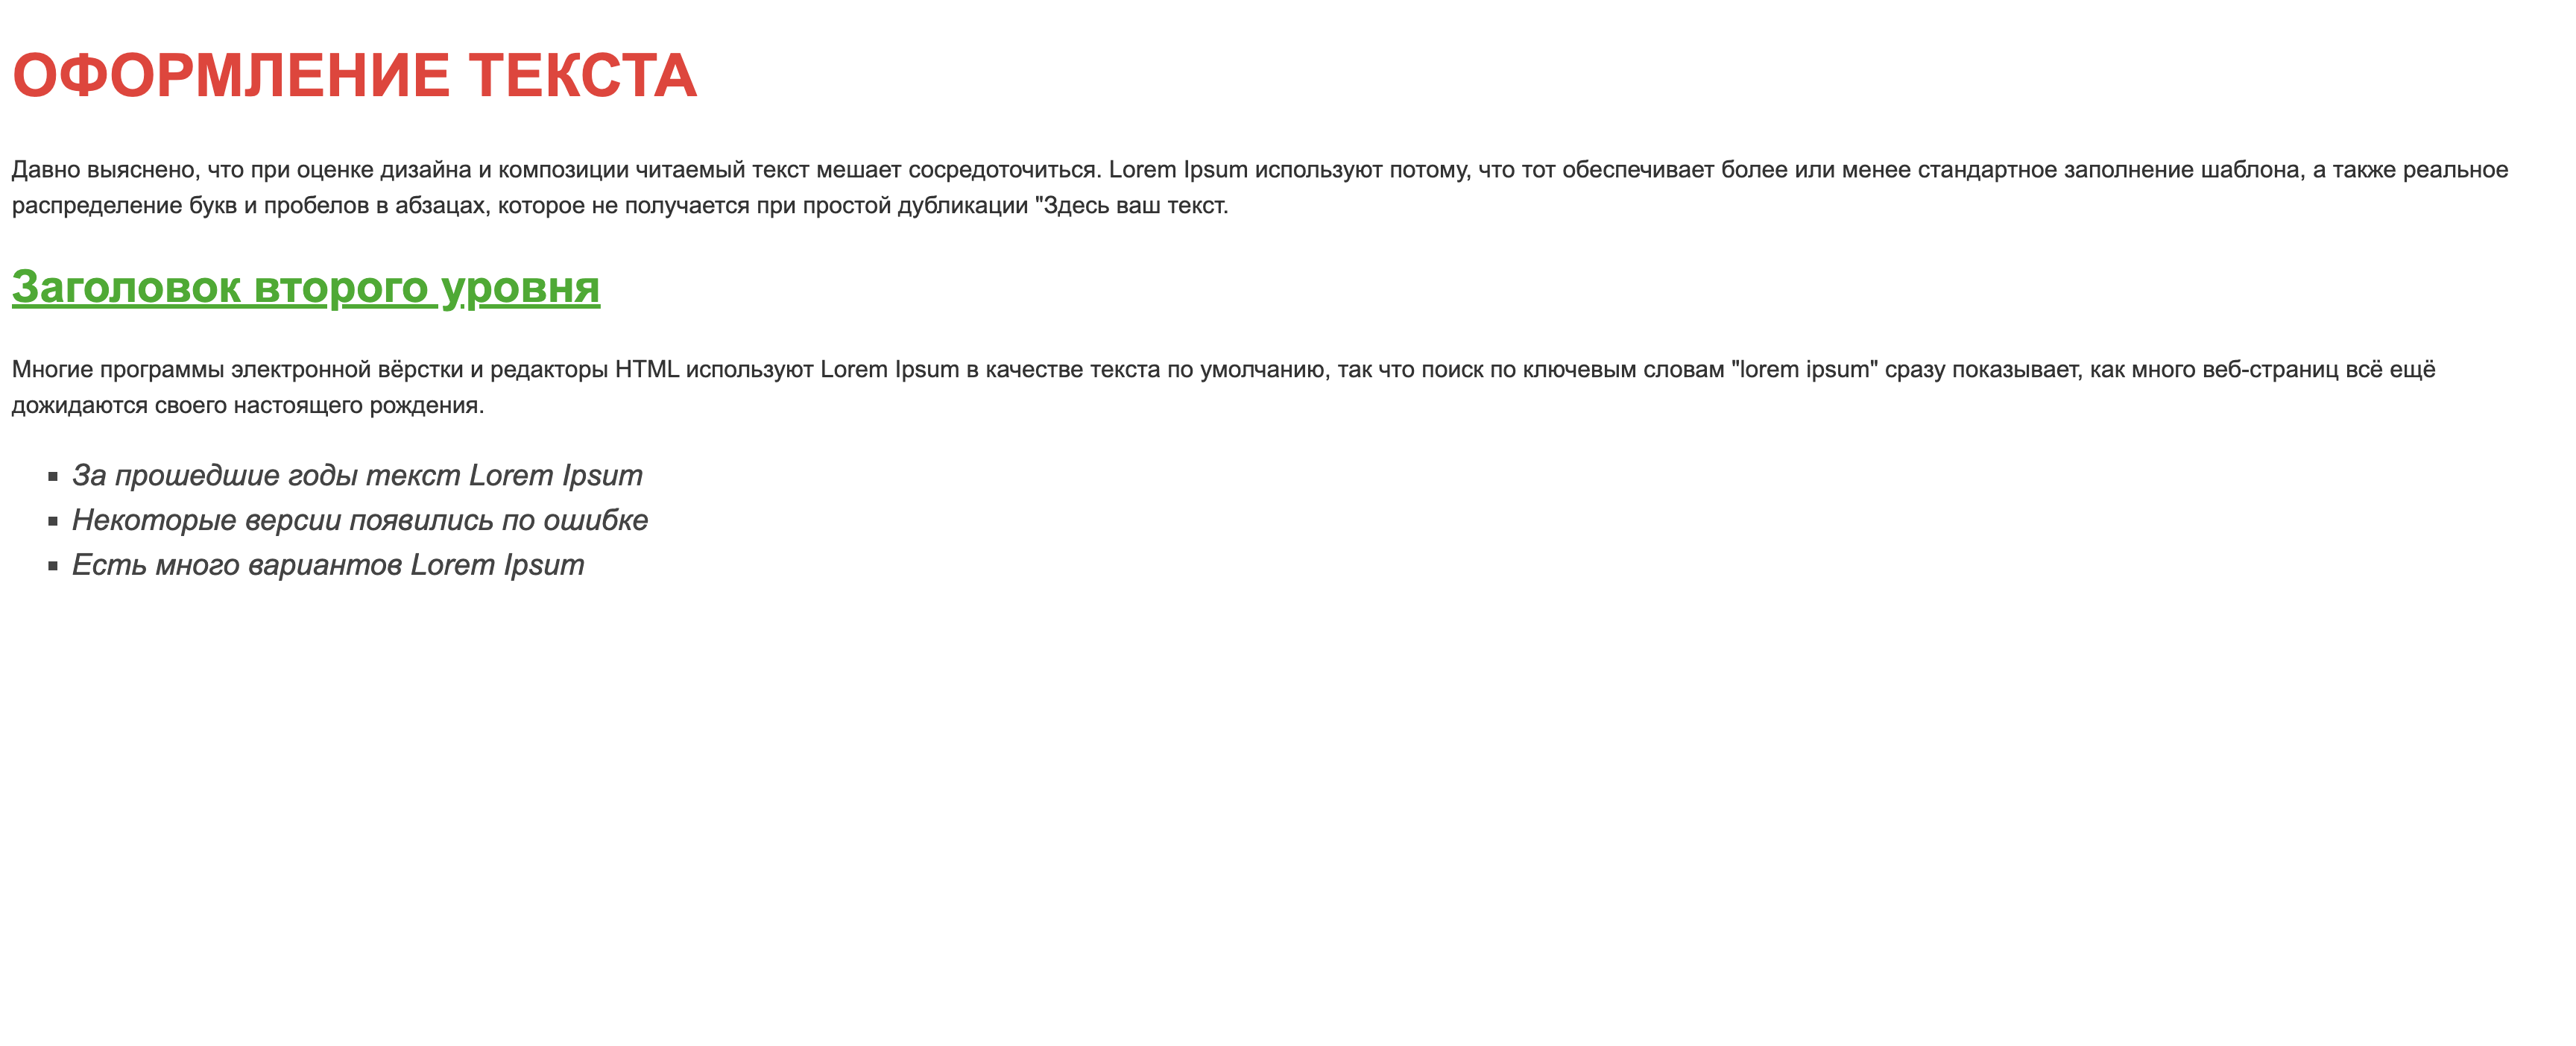 ОФОРМЛЕНИЕ ТЕКСТА
Давно выяснено, что при оценке дизайна и композиции читаемый текст мешает сосредоточиться. Lorem Ipsum используют потому, что тот обеспечивает более или менее стандартное заполнение шаблона, а также реальное
распределение букв и пробелов в абзацах, которое не получается при простой дубликации "Здесь ваш текст.
Заголовок второго уровня
Многие программы электронной вёрстки и редакторы HTML используют Lorem Ipsum в качестве текста по умолчанию, так что поиск по ключевым словам "lorem ipsum" сразу показывает, как много веб-страниц всё ещё
дожидаются своего настоящего рождения.
▪ За прошедшие годы текст Lorem Ipsum
▪ Некоторые версии появились по ошибке
▪ Есть много вариантов Lorem Ipsum